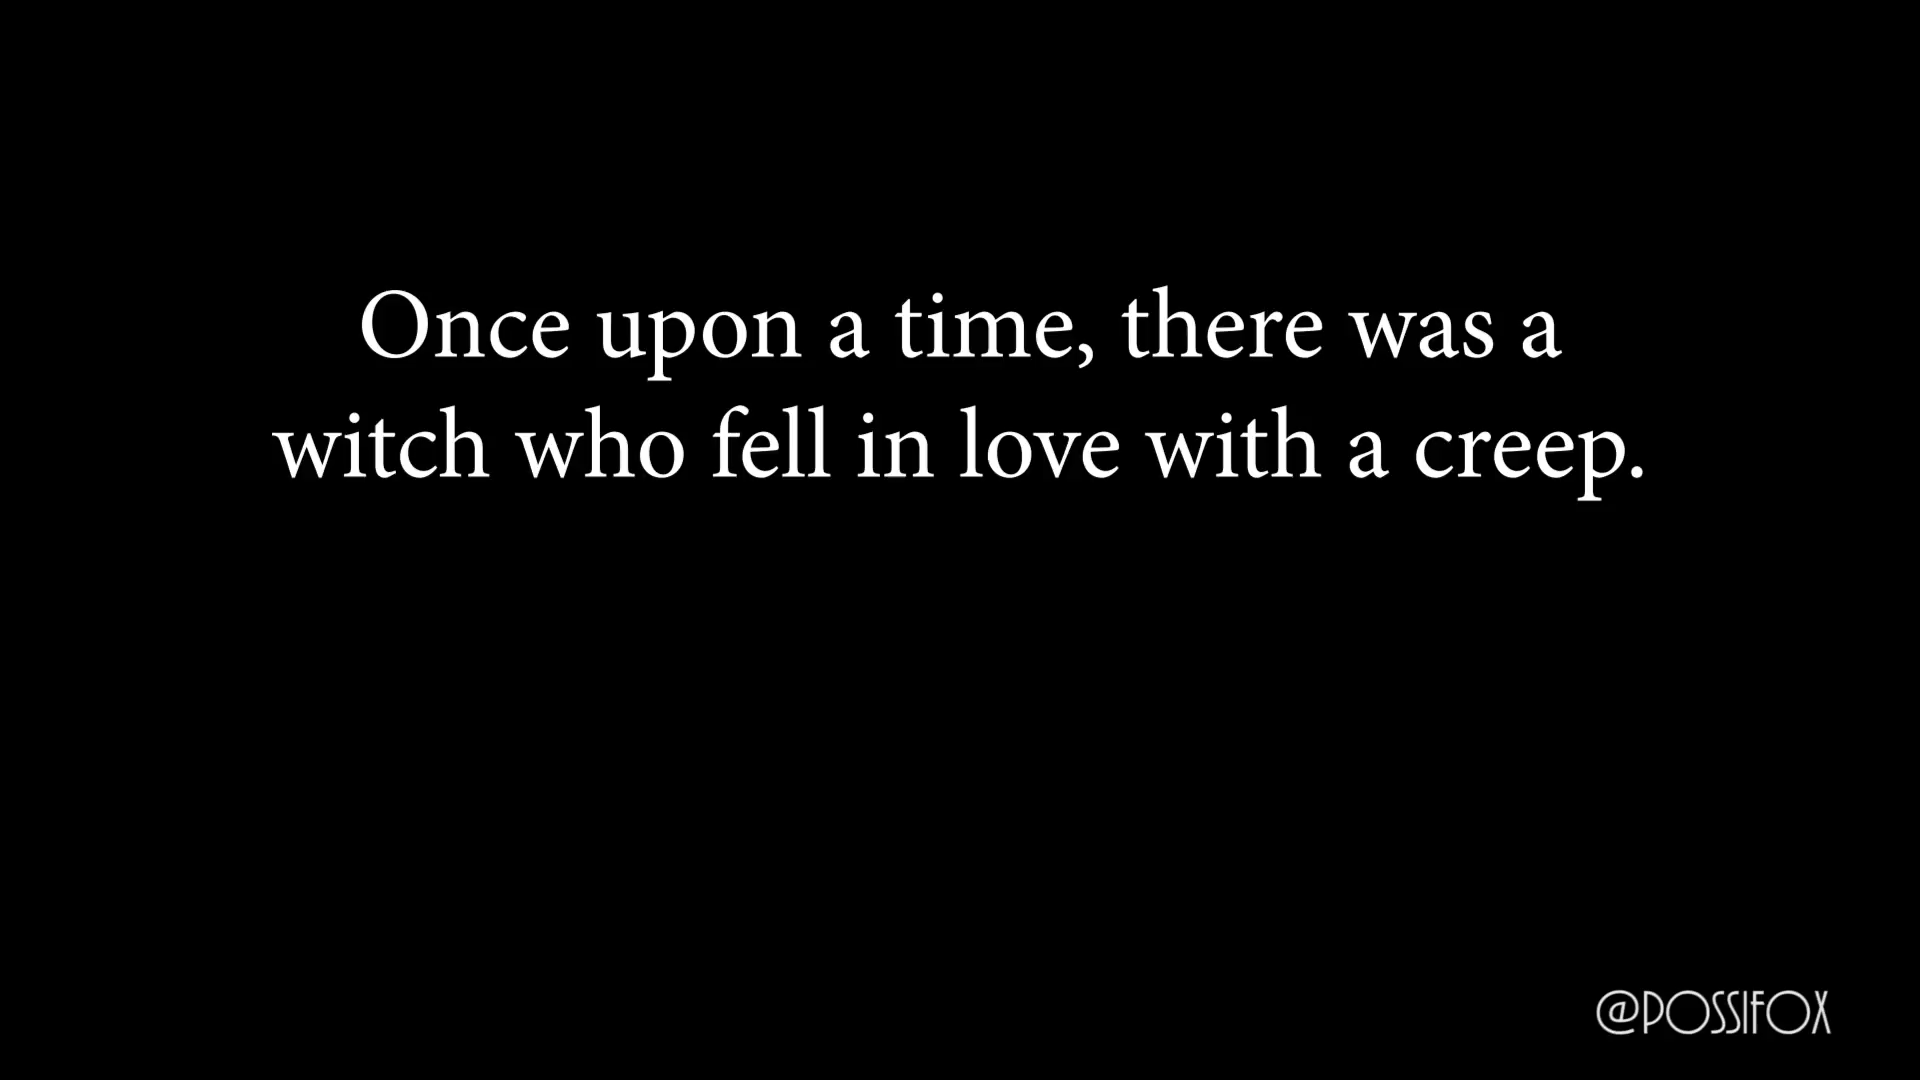 Once upon a time, there was a
witch who fell in love with a creep.
@POSSIFOX